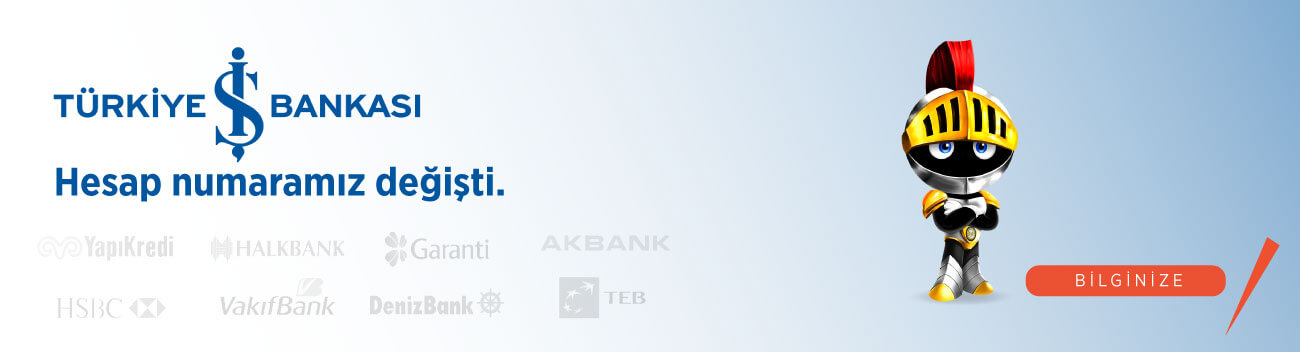 TÜRKİYE İŞ BANKASI
Hesap numaramız değişti.
YapıKredi HALKBANK Garanti AKBANK
HSBC VakıfBank DenizBank TEB
BİLGİNİZE